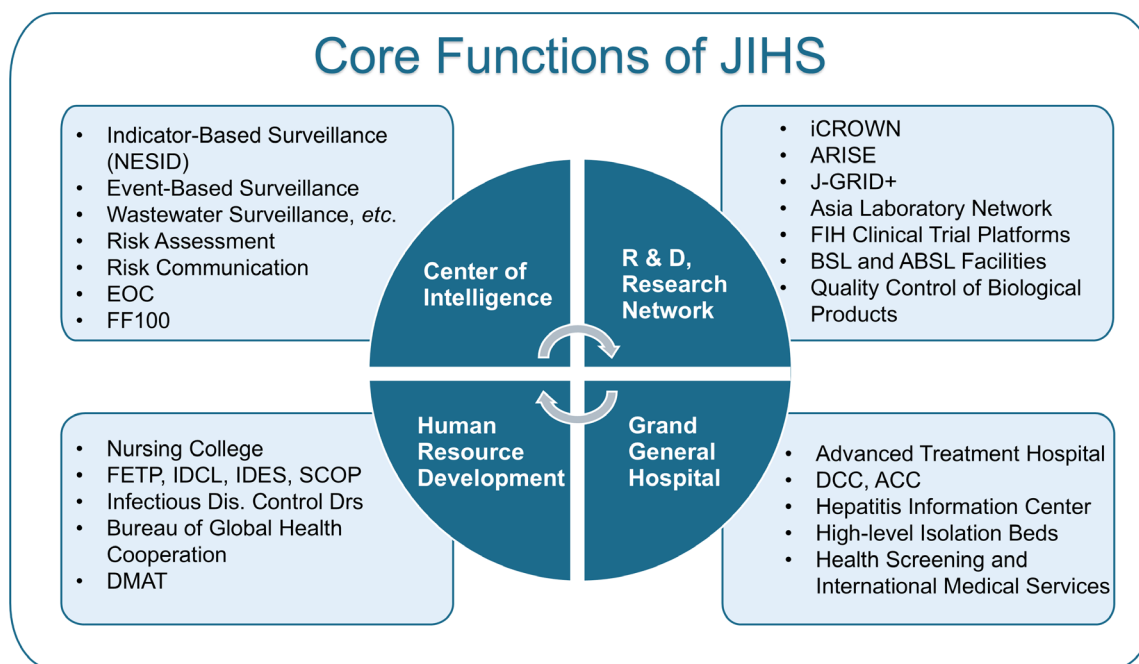 Core Functions of JIHS
• Indicator-Based Surveillance
(NESID)
• Event-Based Surveillance
• Wastewater Surveillance, etc.
• Risk Assessment
• Risk Communication
• EOC
• FF100
• iCROWN
• ARISE
• J-GRID+
• Asia Laboratory Network
• FIH Clinical Trial Platforms
• BSL and ABSL Facilities
• Quality Control of Biological
Products
Center of
Intelligence
R & D,
Research
Network
Human
Resource
Development
Grand
General
Hospital
• Nursing College
• FETP, IDCL, IDES, SCOP
• Infectious Dis. Control Drs
• Bureau of Global Health
Cooperation
• DMAT
• Advanced Treatment Hospital
• DCC, ACC
• Hepatitis Information Center
• High-level Isolation Beds
• Health Screening and
International Medical Services